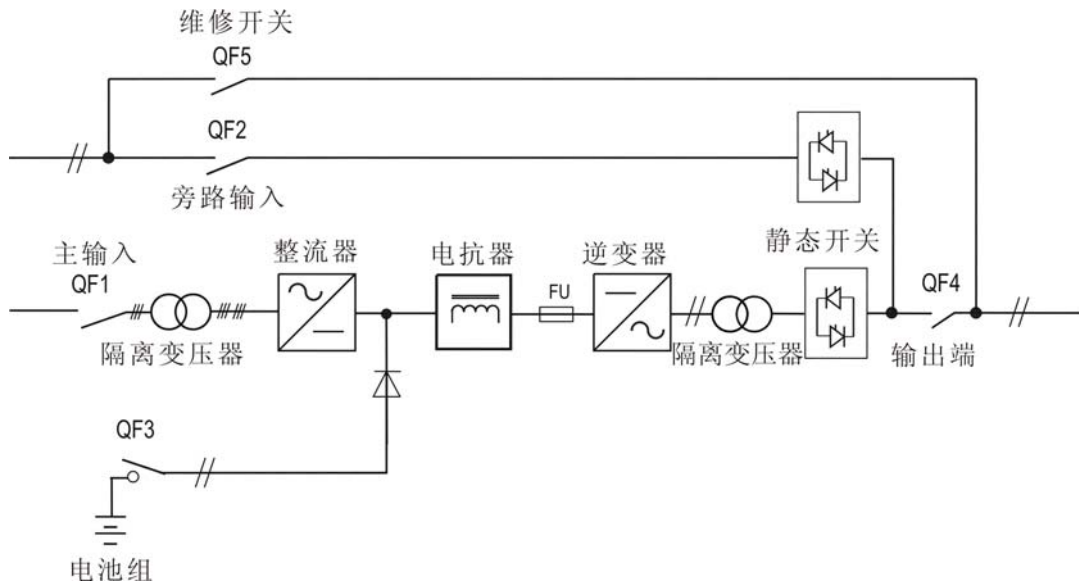 维修开关
QF5
QF2
旁路输入
主输入
QF1
隔离变压器
整流器
电抗器
FU
逆变器
隔离变压器
静态开关
QF4
输出端
QF3
电池组